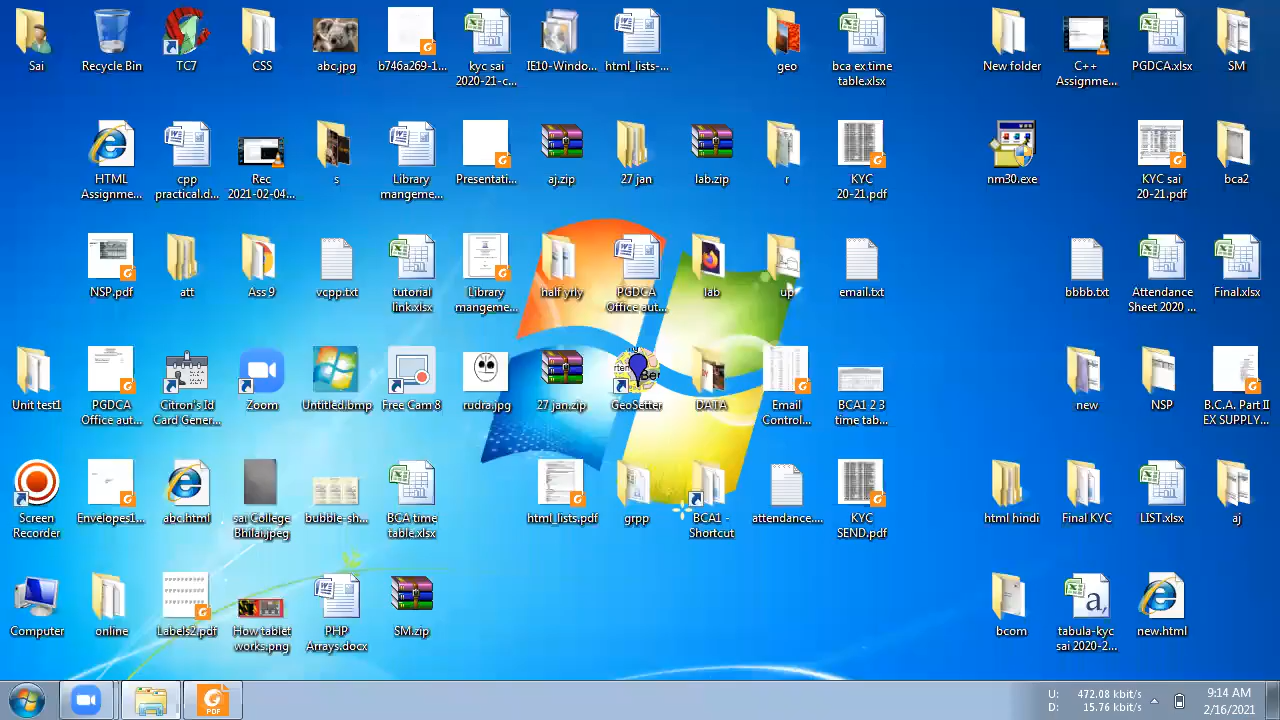 Sai
Recycle Bin
TC7
CSS
abc.jpg
b746a269-1...
kyc sai
2020-21-c...
IE10-Windo...
html_lists-...
geo
bca ex time
table.xlsx
New folder
C++
Assignme...
PGDCA.xlsx
SM
HTML
Assignme...
cpp
practical.d...
Rec
2021-02-04...
s
Library
mangeme...
Presentati...
aj.zip
27 jan
lab.zip
r
KYC
20-21.pdf
nm30.exe
KYC sai
20-21.pdf
bca2
NSP.pdf
att
Ass 9
vcpp.txt
tutorial
link.xlsx
Library
mangeme...
half yrly
PGDCA
Office aut...
lab
up
email.txt
bbbb.txt
Attendance
Sheet 2020 ...
Final.xlsx
Unit test1
PGDCA
Office aut...
Citron's Id
Card Gener...
Zoom
Untitled.bmp
Free Cam 8
rudra.jpg
27 jan.zip
GeoSetter
DATA
Email
Control...
BCA1 2 3
time tab...
new
NSP
B.C.A. Part II
EX SUPPLY...
Screen
Recorder
Envelopes1...
abc.html
sai College
Bhilai.jpeg
bubble-sh...
BCA time
table.xlsx
html_lists.pdf
grpp
BCA1 -
Shortcut
attendance....
KYC
SEND.pdf
html hindi
Final KYC
LIST.xlsx
aj
Computer
online
Labels2.pdf
How tablet
works.png
PHP
Arrays.docx
SM.zip
bcom
tabula-kyc
sai 2020-2...
new.html
PDF
U: 472.08 kbit/s
D: 15.76 kbit/s
9:14 AM
2/16/2021